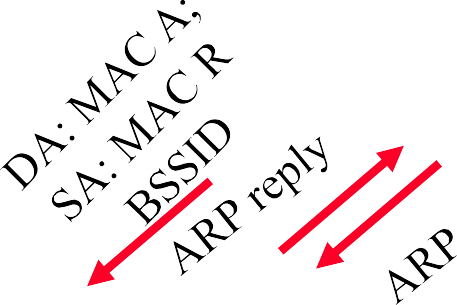 DA: MAC A;
SA: MAC R
BSSID
ARP reply
ARP